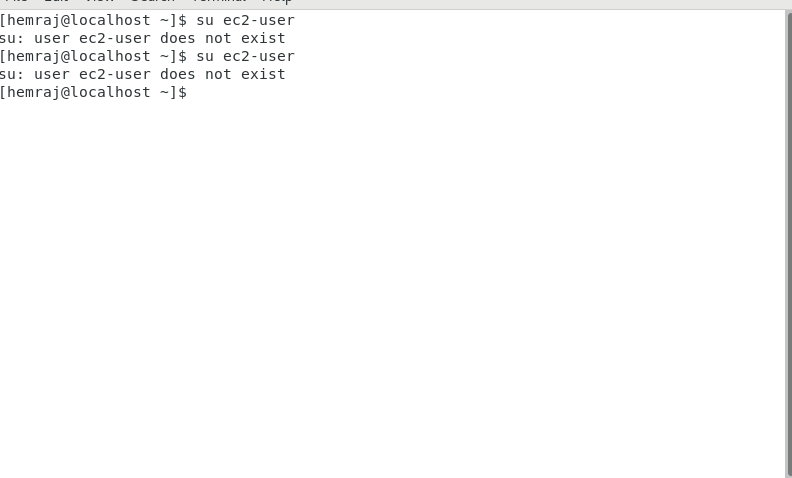 [hemraj@localhost ~]$ su ec2-user
su: user ec2-user does not exist
[hemraj@localhost ~]$ su ec2-user
su: user ec2-user does not exist
[hemraj@localhost ~]$